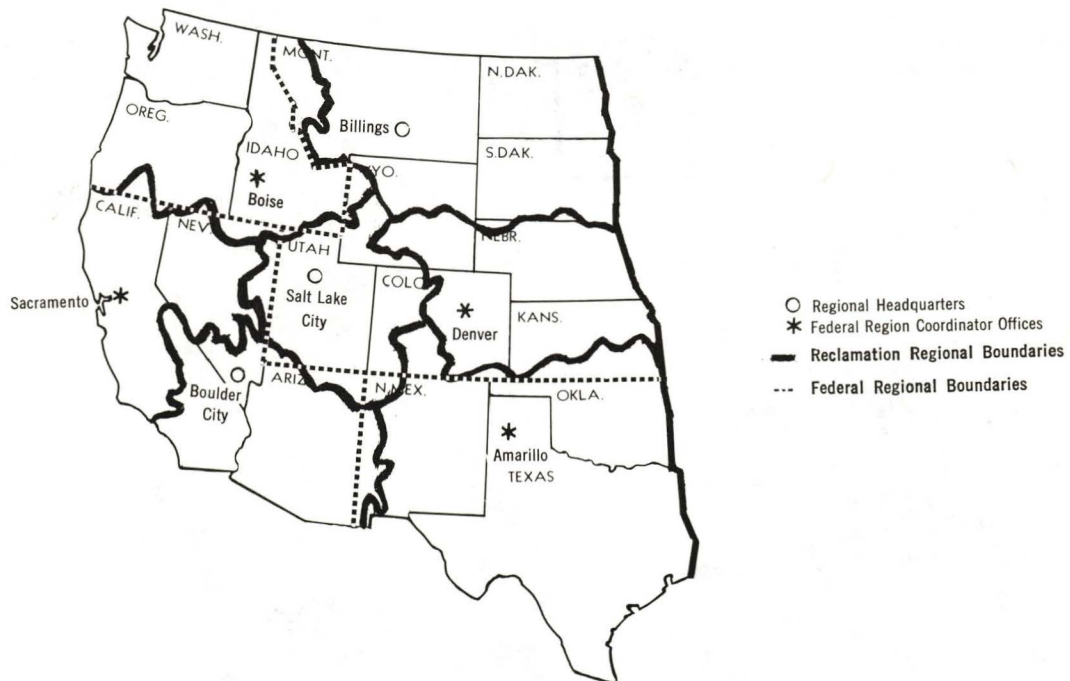 WASH.
MONT.
N.DAK.
OREG.
Billings
IDAHO
S.DAK.
YO.
Boise
CALIF.
NEV.
UTAH
NEBR.
Salt Lake
City
COLO
Sacramento
Denver
KANS.
ARIZ
N.MEX.
OKLA.
Boulder
City
Amarillo
TEXAS
Regional Headquarters
Federal Region Coordinator Offices
Reclamation Regional Boundaries
Federal Regional Boundaries